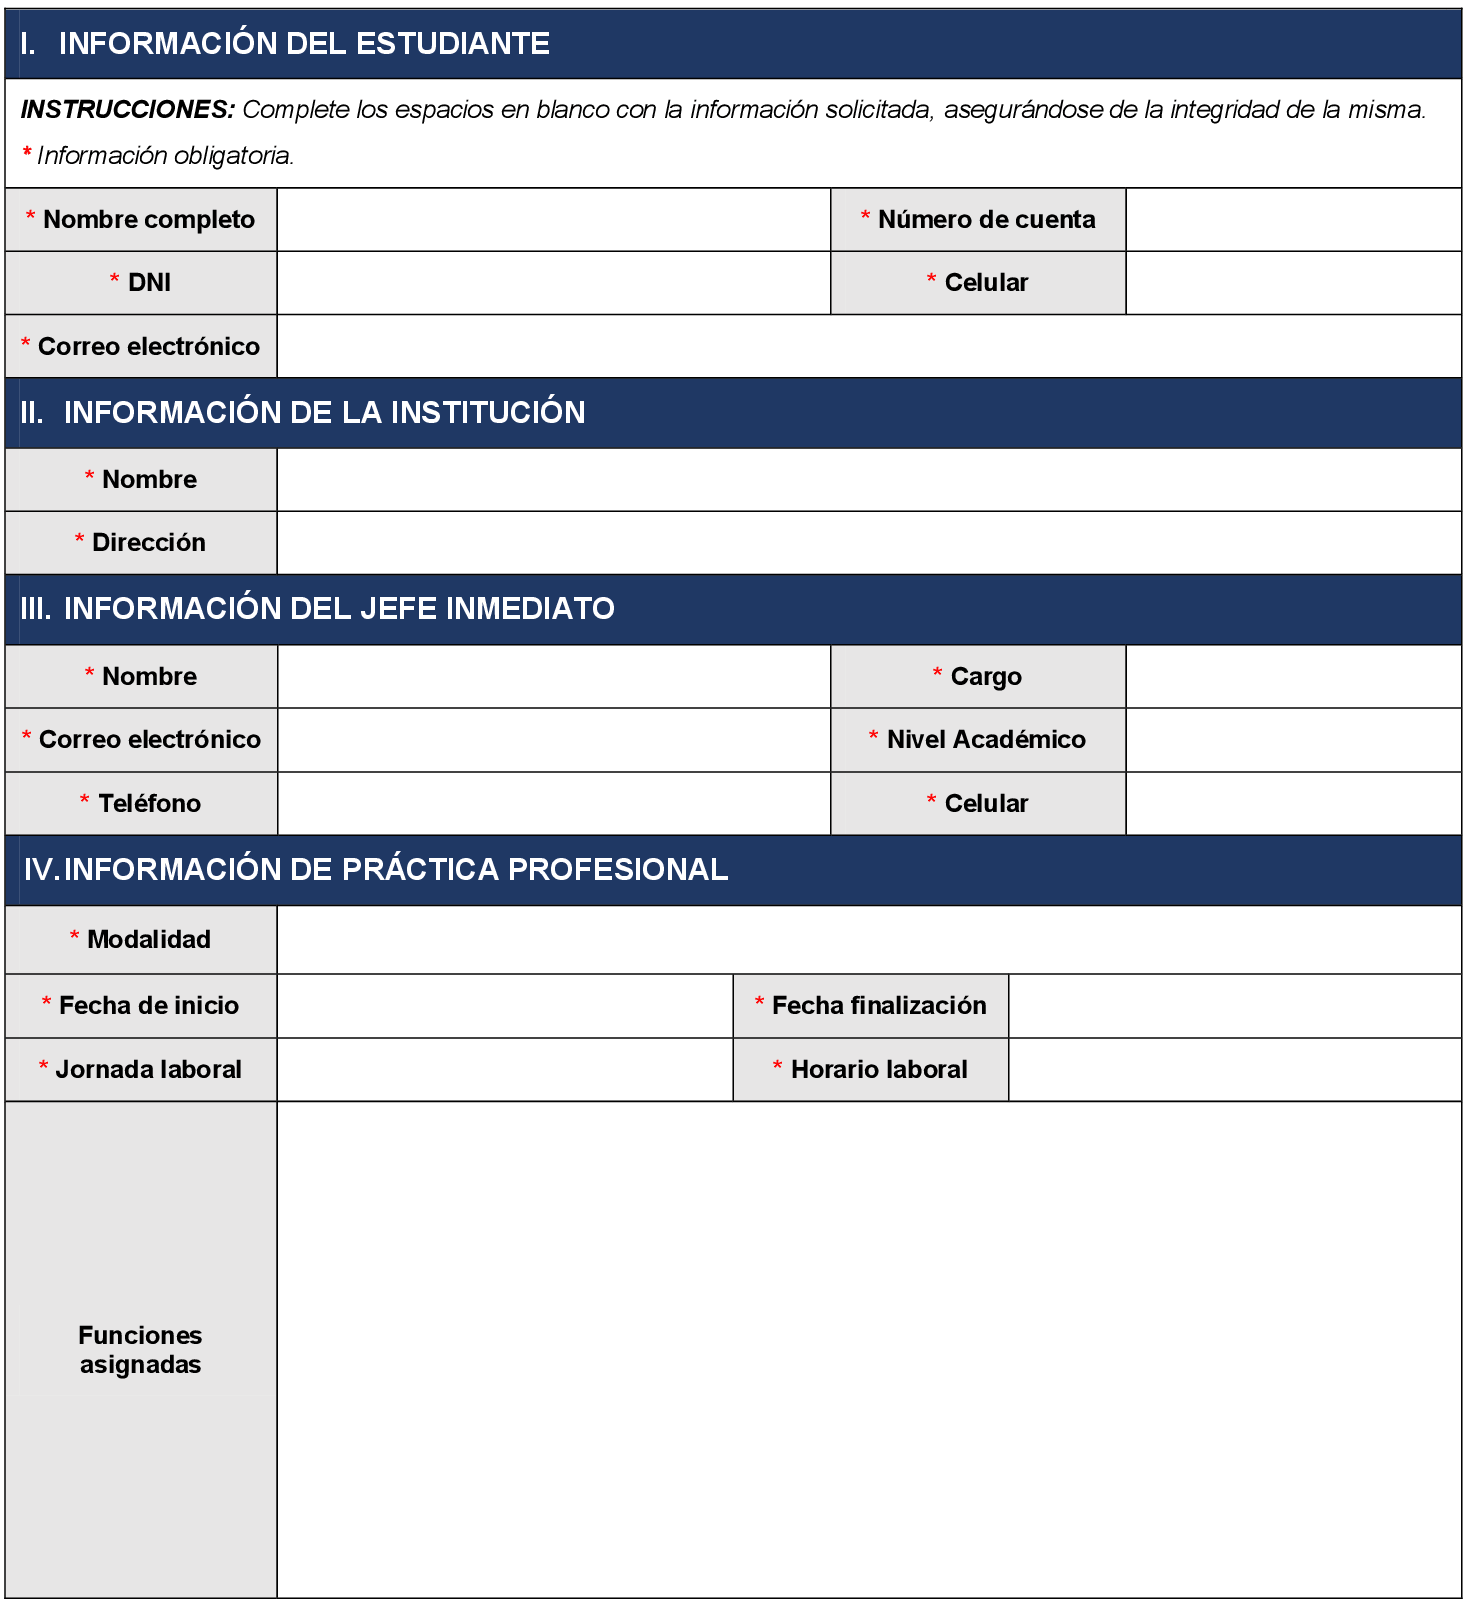 I. INFORMACIÓN DEL ESTUDIANTE
INSTRUCCIONES: Complete los espacios en blanco con la información solicitada, asegurándose de la integridad de la misma.
* Información obligatoria.
* Nombre completo
* Número de cuenta
* DNI
* Celular
* Correo electrónico
II. INFORMACIÓN DE LA INSTITUCIÓN
* Nombre
* Dirección
III. INFORMACIÓN DEL JEFE INMEDIATO
* Nombre
* Cargo
* Correo electrónico
* Nivel Académico
* Teléfono
* Celular
IV. INFORMACIÓN DE PRÁCTICA PROFESIONAL
* Modalidad
* Fecha de inicio
* Fecha finalización
* Jornada laboral
* Horario laboral
Funciones
asignadas